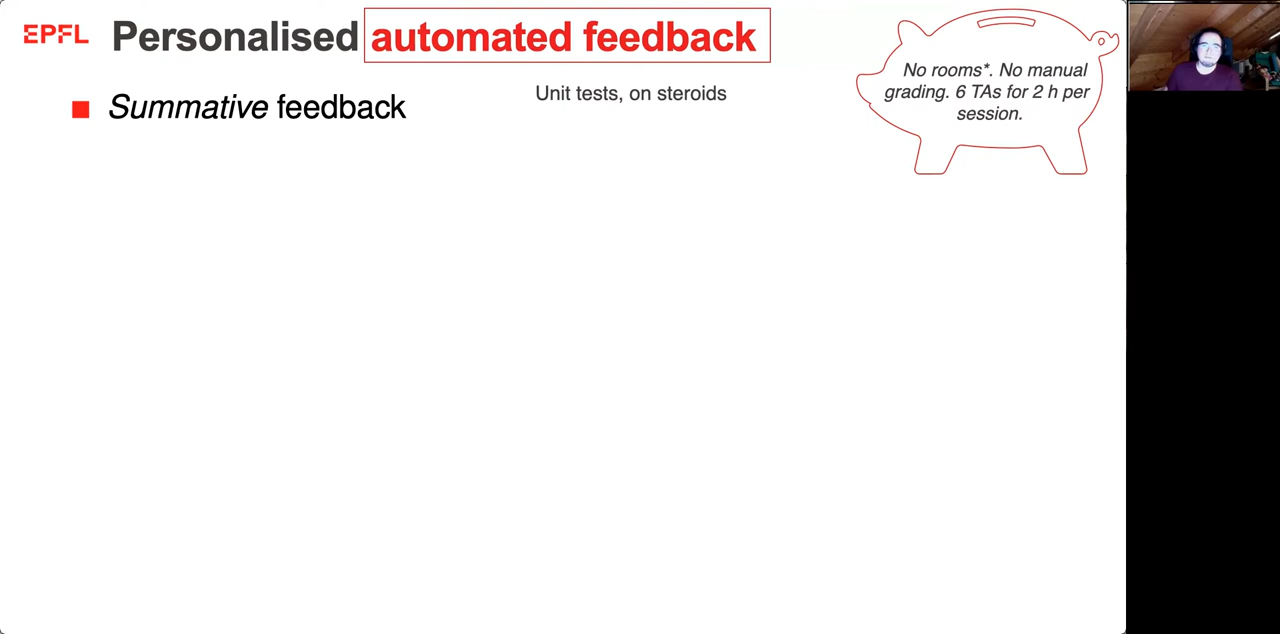 EPFL
Personalised automated feedback
Unit tests, on steroids
Summative feedback
No rooms*. No manual
grading. 6 TAs for 2 h per
session.